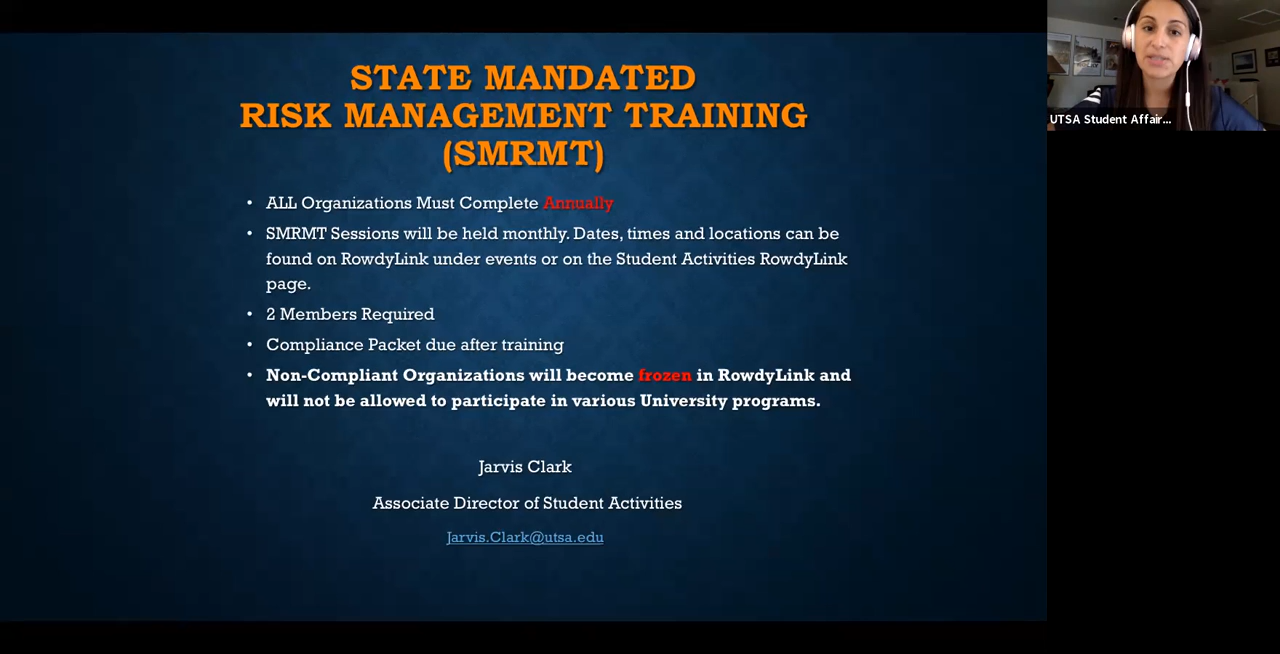 STATE MANDATED
RISK MANAGEMENT TRAINING
(SMRMT)
• ALL Organizations Must Complete Annually
• SMRMT Sessions will be held monthly. Dates, times and locations can be
found on RowdyLink under events or on the Student Activities RowdyLink
page.
• 2 Members Required
• Compliance Packet due after training
• Non-Compliant Organizations will become frozen in RowdyLink and
will not be allowed to participate in various University programs.
Jarvis Clark
Associate Director of Student Activities
Jarvis.Clark@utsa.edu
UTSA Student Affair...